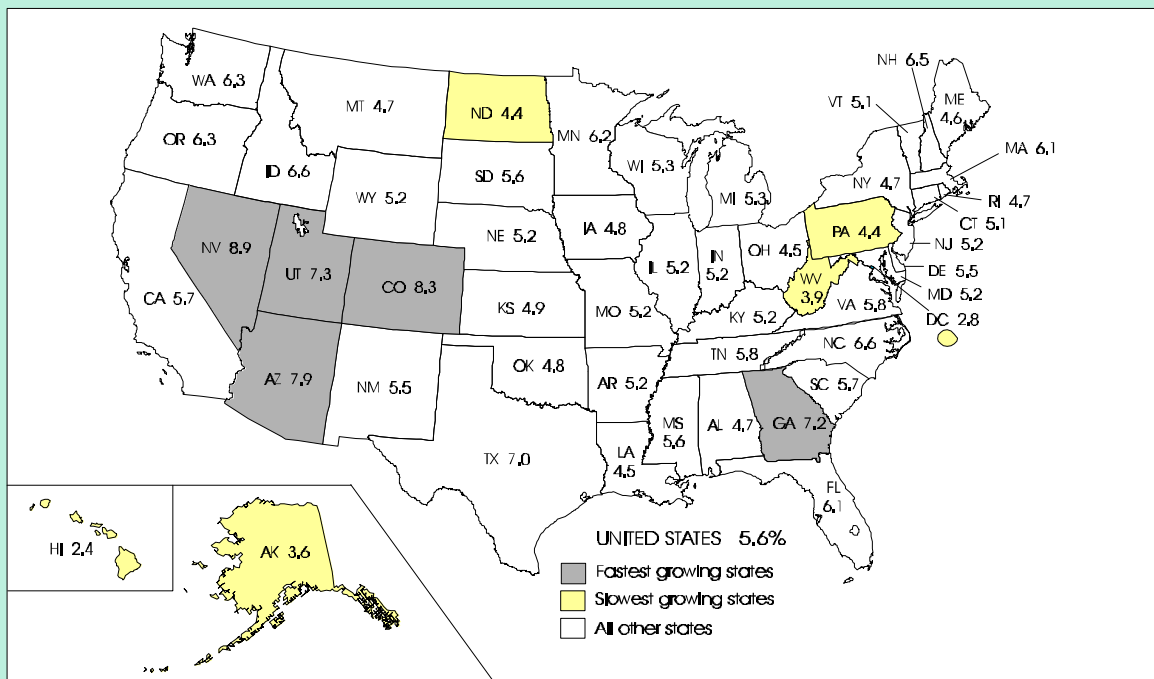 NH 6.5
WA 6.3
MT 4.7
ND 4.4
VT 5.1
ME
4.6
MN 6.2
OR 6.3
MA 6.1
ID 6.6
SD 5.6
WI 5.3
MI 5.3
NY 4.7
WY 5.2
RI 4.7
CT 5.1
IA 4.8
PA 4.4
NE 5.2
NJ 5.2
NV 8.9
OH 4.5
UT 7.3
IL 5.2
IN
5.2
DE 5.5
CO 8.3
WV
3.9
MD 5.2
CA 5.7
KS 4.9
MO 5.2
VA 5.8
DC 2.8
KY 5.2
NC 6.6
TN 5.8
OK 4.8
AZ 7.9
NM 5.5
AR 5.2
SC 5.7
MS
5.6
AL 4.7
GA 7.2
TX 7.0
LA
4.5
FL
6.1
HI 2.4
AK 3.6
UNITED STATES 5.6%
Fastest growing states
Slowest growing states
All other states